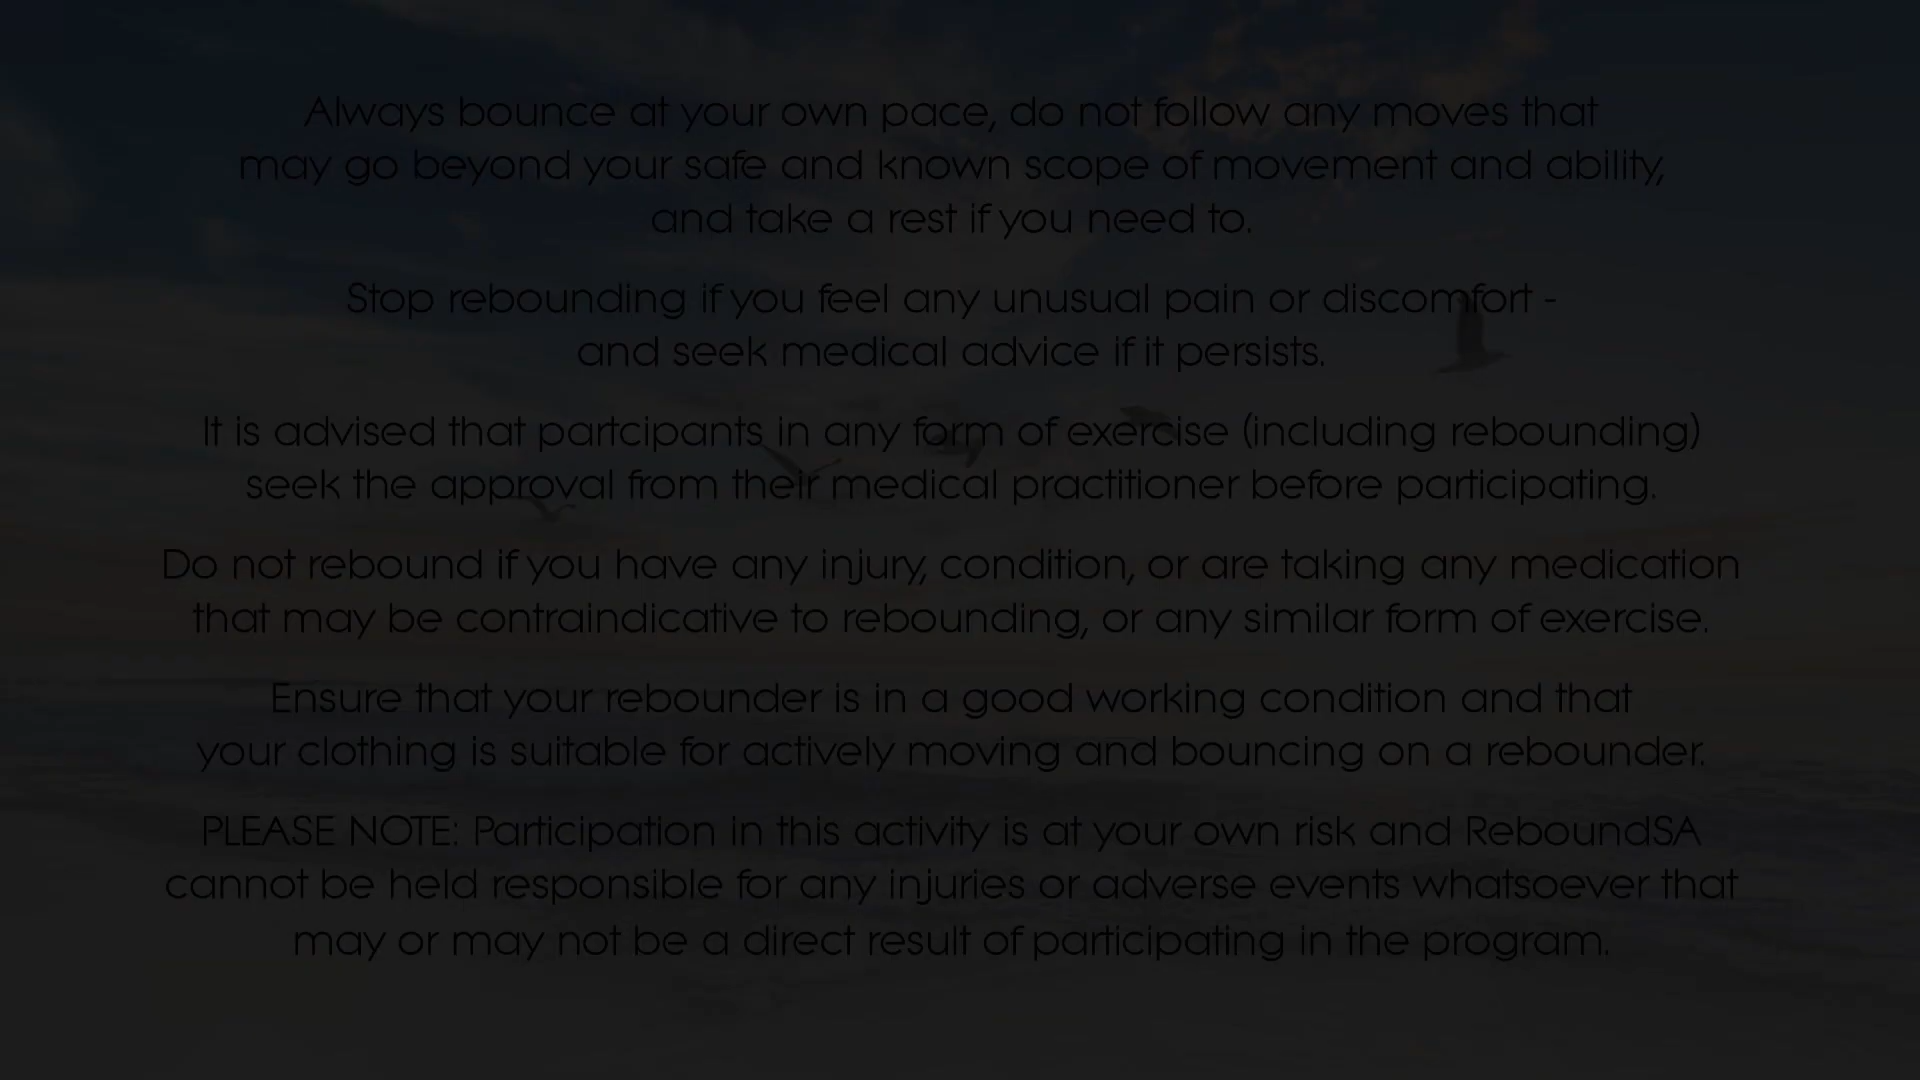 Always bounce at your own pace, do not follow any moves that
may go beyond your safe and known scope of movement and ability,
and take a rest if you need to.
Stop rebounding if you feel any unusual pain or discomfort -
and seek medical advice if it persists.
It is advised that partcipants in any form of exercise (including rebounding)
seek the approval from their medical practitioner before participating.
Do not rebound if you have any injury, condition, or are taking any medication
that may be contraindicative to rebounding, or any similar form of exercise.
Ensure that your rebounder is in a good working condition and that
your clothing is suitable for actively moving and bouncing on a rebounder.
PLEASE NOTE: Participation in this activity is at your own risk and ReboundSA
cannot be held responsible for any injuries or adverse events whatsoever that
may or may not be a direct result of participating in the program.